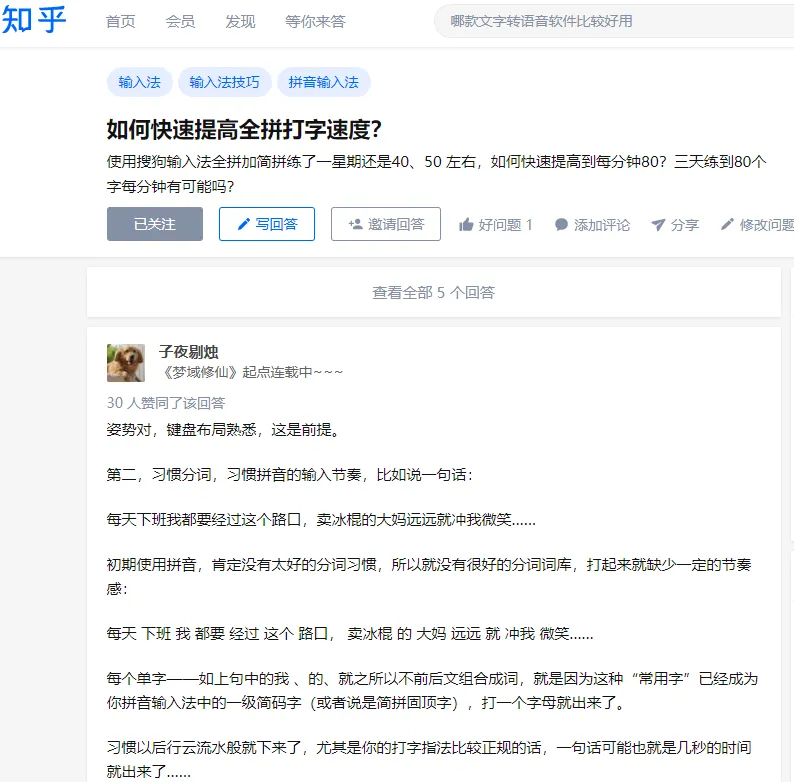 知乎 首页 会员 发现 等你来答 哪款文字转语音软件比较好用
输入法 输入法技巧 拼音输入法
如何快速提高全拼打字速度？
使用搜狗输入法全拼加简拼练了一星期还是40、50 左右，如何快速提高到每分钟80？三天练到80个
字每分钟有可能吗？
已关注 写回答 邀请回答 好问题 1 添加评论 分享 修改问题
查看全部 5 个回答
子夜剔烛
《梦域修仙》起点连载中~~~
30 人赞同了该回答
姿势对，键盘布局熟悉，这是前提。
第二，习惯分词，习惯拼音的输入节奏，比如说一句话：
每天下班我都要经过这个路口，卖冰棍的大妈远远就冲我微笑……
初期使用拼音，肯定没有太好的分词习惯，所以就没有很好的分词词库，打起来就缺少一定的节奏
感：
每天 下班 我 都要 经过 这个 路口， 卖冰棍 的 大妈 远远 就 冲我 微笑……
每个单字——如上句中的我 、的、就之所以不前后文组合成词，就是因为这种“常用字”已经成为
你拼音输入法中的一级简码字（或者说是简拼固顶字）, 打一个字母就出来了。
习惯以后行云流水般就下来了，尤其是你的打字指法比较正规的话，一句话可能也就是几秒的时间
就出来了……